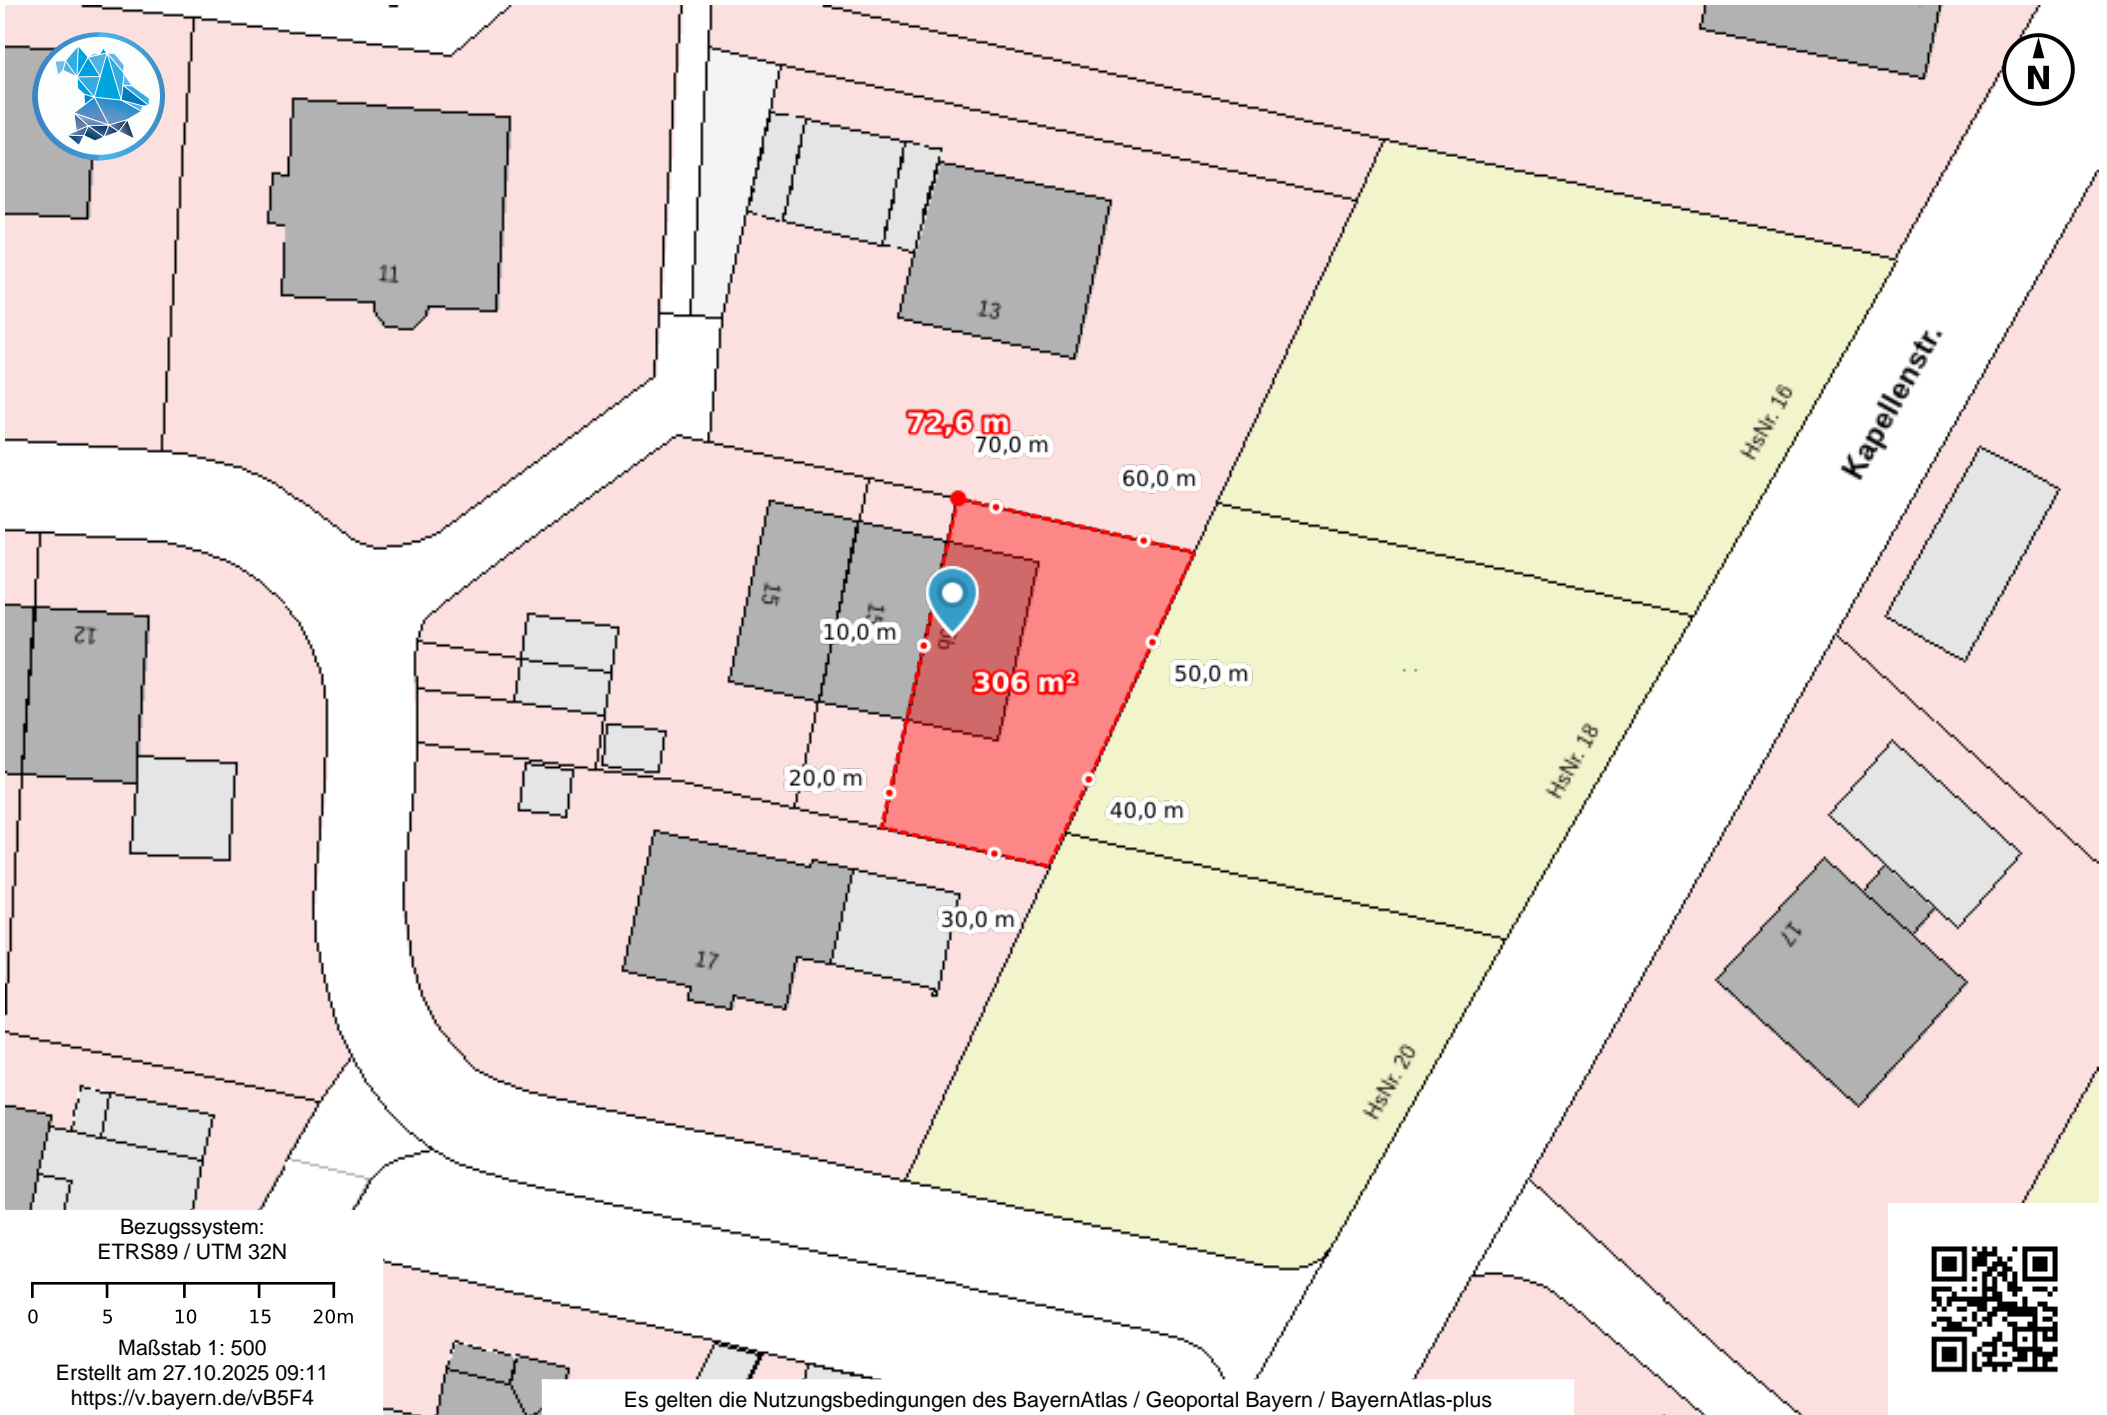 N
11
13
Kapellenstr.
HsNr. 16
72,6 m
70,0 m
60,0 m
15
10,0 m
12
306 m²
50,0 m
HsNr. 18
20,0 m
40,0 m
30,0 m
17
17
HsNr. 20
Bezugssystem:
ETRS89 / UTM 32N
0 5 10 15 20m
Maßstab 1: 500
Erstellt am 27.10.2025 09:11
https://v.bayern.de/vB5F4
Es gelten die Nutzungsbedingungen des BayernAtlas / Geoportal Bayern / BayernAtlas-plus